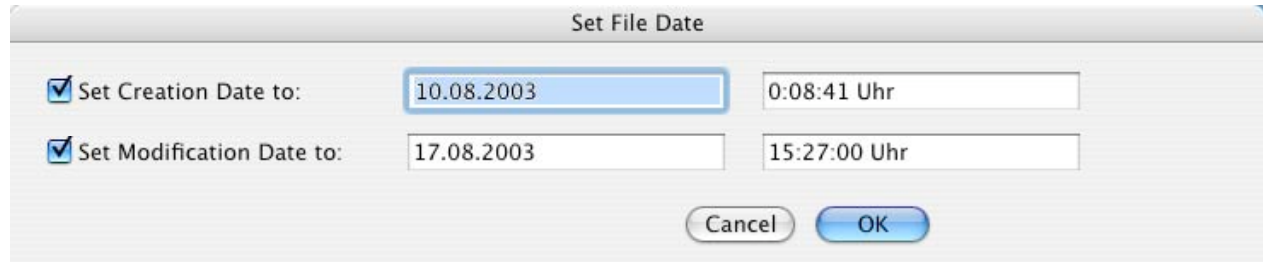 Set File Date
Set Creation Date to: 10.08.2003 0:08:41 Uhr
Set Modification Date to: 17.08.2003 15:27:00 Uhr
Cancel OK